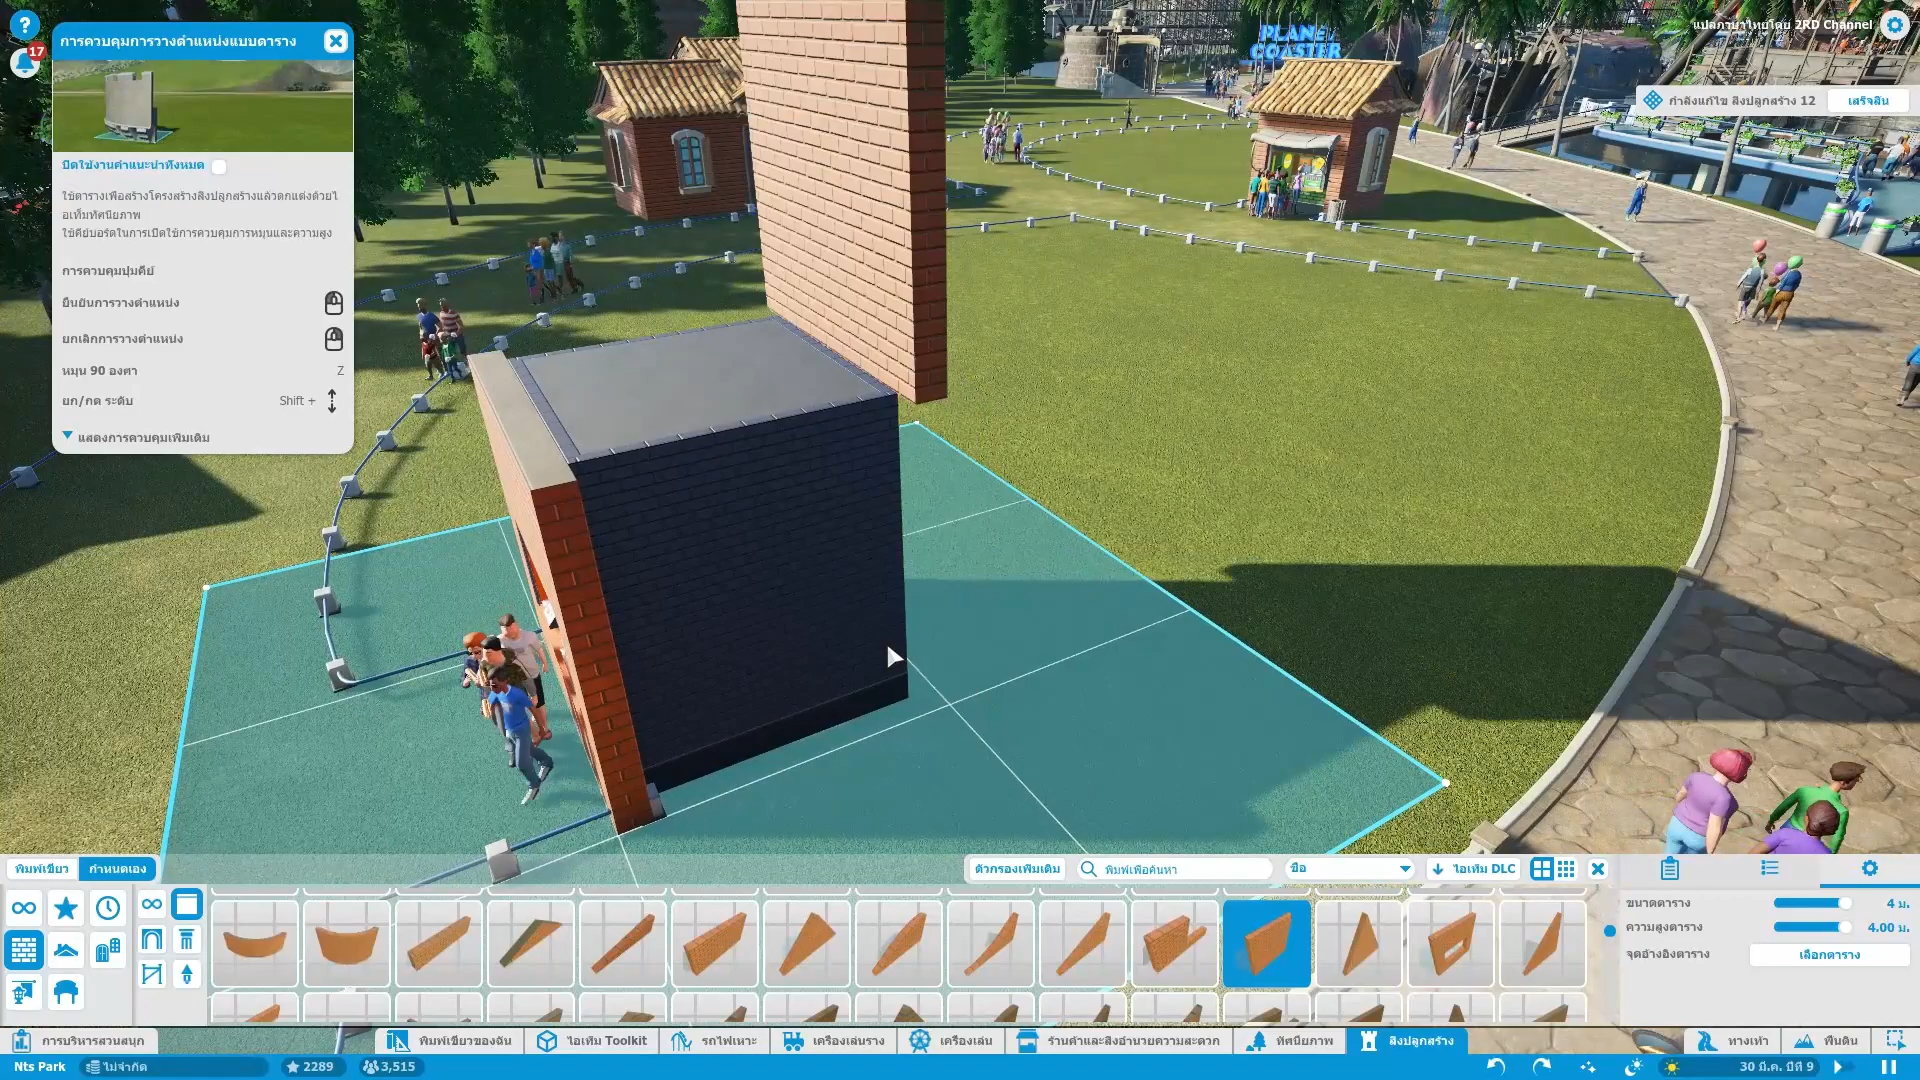 ?
17
การควบคุมการวางตำแหน่งแบบตาราง
แปลภาษาไทยโดย 2RD Channel
PLANET
COASTER
กำลังแก้ไข สิ่งปลูกสร้าง 12
เสร็จสิ้น
ปิดใช้งานคำแนะนำทั้งหมด
ใช้ตารางเพื่อสร้างโครงสร้างสิ่งปลูกสร้างแล้วตกแต่งด้วยไ
อเท็มทัศนียภาพ
ใช้คีย์บอร์ดในการเปิดใช้การควบคุมการหมุนและความสูง
การควบคุมปุ่มคีย์
ยืนยันการวางตำแหน่ง
ยกเลิกการวางตำแหน่ง
หมุน 90 องศา Z
ยก/กด ระดับ Shift +
แสดงการควบคุมเพิ่มเติม
พิมพ์เขียว กำหนดเอง
ตัวกรองเพิ่มเติม พิมพ์เพื่อค้นหา ชื่อ ไอเท็ม DLC
ขนาดตาราง 4 ม.
ความสูงตาราง 4.00 ม.
จุดอ้างอิงตาราง เลือกตาราง
การบริหารสวนสนุก พิมพ์เขียวของฉัน ไอเท็ม Toolkit รถไฟเหาะ เครื่องเล่นราง เครื่องเล่น ร้านค้าและสิ่งอำนวยความสะดวก ทัศนียภาพ สิ่งปลูกสร้าง ทางเท้า พื้นดิน
Nts Park ไม่จำกัด 2289 3,515 30 มี.ค. ปีที่ 9